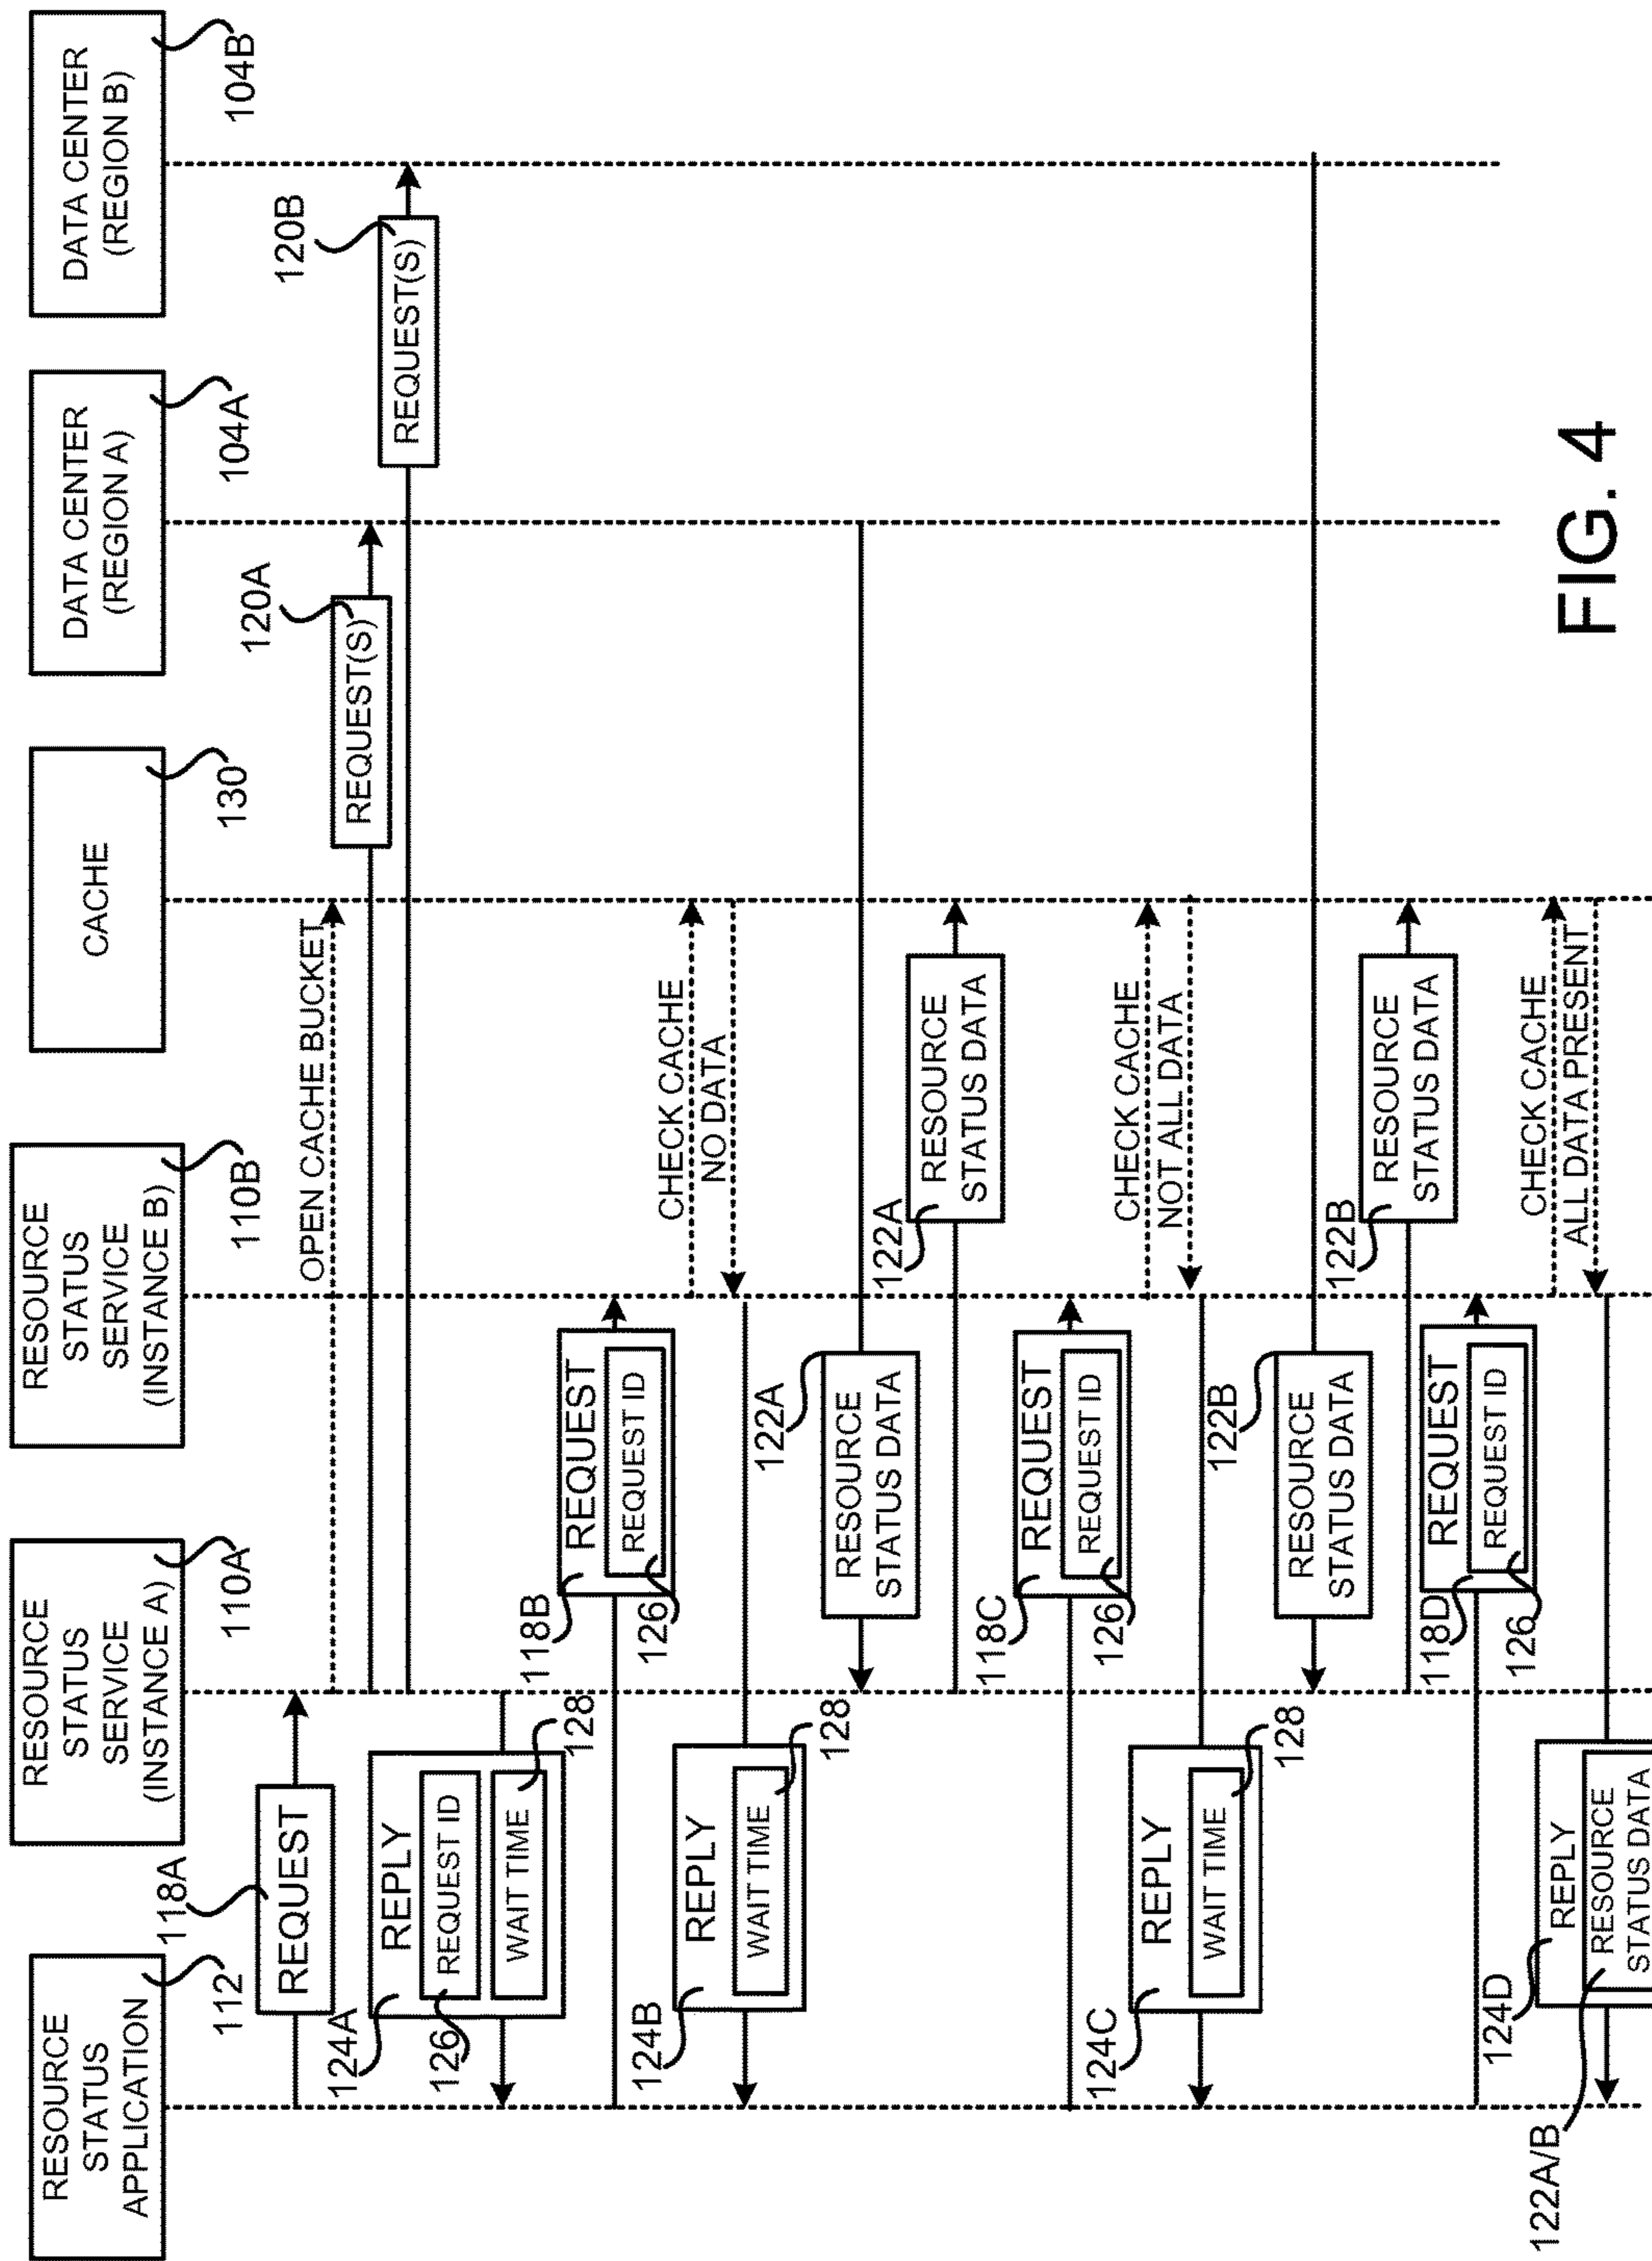 RESOURCE
STATUS
APPLICATION
112
RESOURCE
STATUS
SERVICE
(INSTANCE A)
110A
RESOURCE
STATUS
SERVICE
(INSTANCE B)
110B
CACHE
130
DATA CENTER
(REGION A)
104A
DATA CENTER
(REGION B)
104B
118A
REQUEST
OPEN CACHE BUCKET
120A
REQUEST(S)
120B
REQUEST(S)
124A
REPLY
126
REQUEST ID
WAIT TIME
128
118B
REQUEST
REQUEST ID
126
CHECK CACHE
NO DATA
124B
REPLY
WAIT TIME
128
122A
RESOURCE
STATUS DATA
122A
RESOURCE
STATUS DATA
118C
REQUEST
REQUEST ID
126
CHECK CACHE
NOT ALL DATA
124C
REPLY
WAIT TIME
128
122B
RESOURCE
STATUS DATA
122B
RESOURCE
STATUS DATA
118D
REQUEST
REQUEST ID
126
CHECK CACHE
ALL DATA PRESENT
124D
REPLY
RESOURCE
STATUS DATA
122A/B
FIG. 4